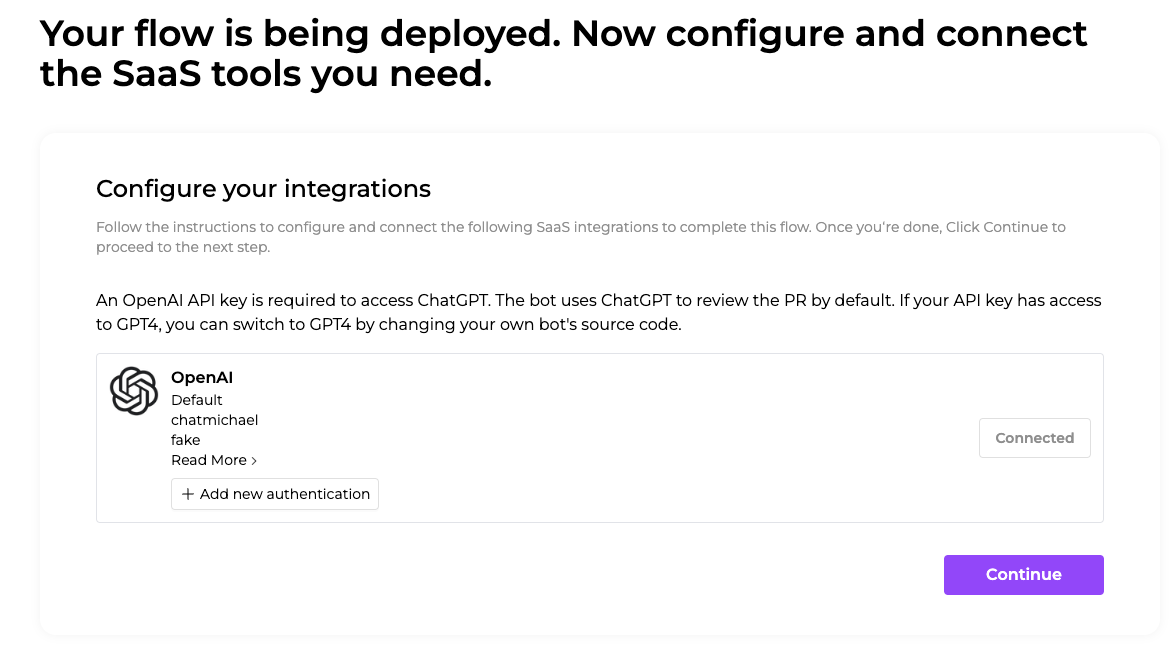 Your flow is being deployed. Now configure and connect
the SaaS tools you need.
Configure your integrations
Follow the instructions to configure and connect the following SaaS integrations to complete this flow. Once you're done, Click Continue to
proceed to the next step.
An OpenAI API key is required to access ChatGPT. The bot uses ChatGPT to review the PR by default. If your API key has access
to GPT4, you can switch to GPT4 by changing your own bot's source code.
OpenAI
Default
chatmichael
fake
Read More >
Connected
+ Add new authentication
Continue